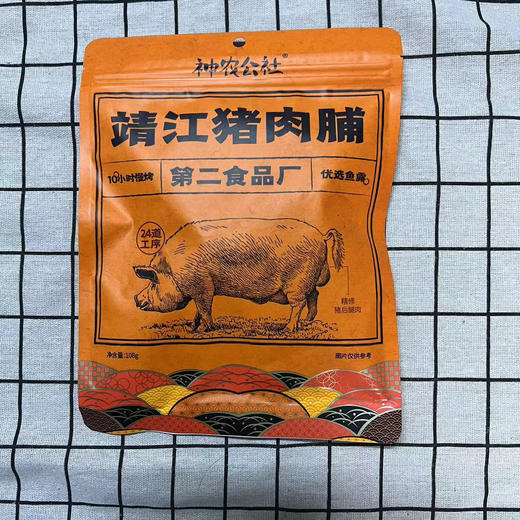 神农公社®
靖江猪肉脯
10小时慢烤
第二食品厂
优选鱼露
24道
工序
精修
猪后腿肉
净含量:108g
图片仅供参考